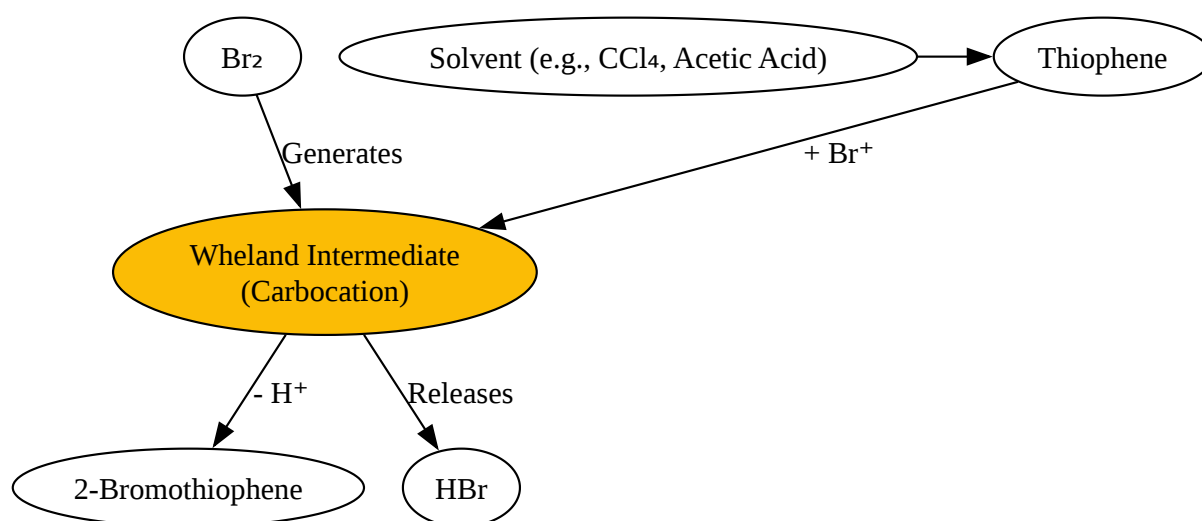 Br₂
Solvent (e.g., CCl₄, Acetic Acid)
Thiophene
Generates
+ Br⁺
Wheland Intermediate
(Carbocation)
- H⁺
Releases
2-Bromothiophene
HBr